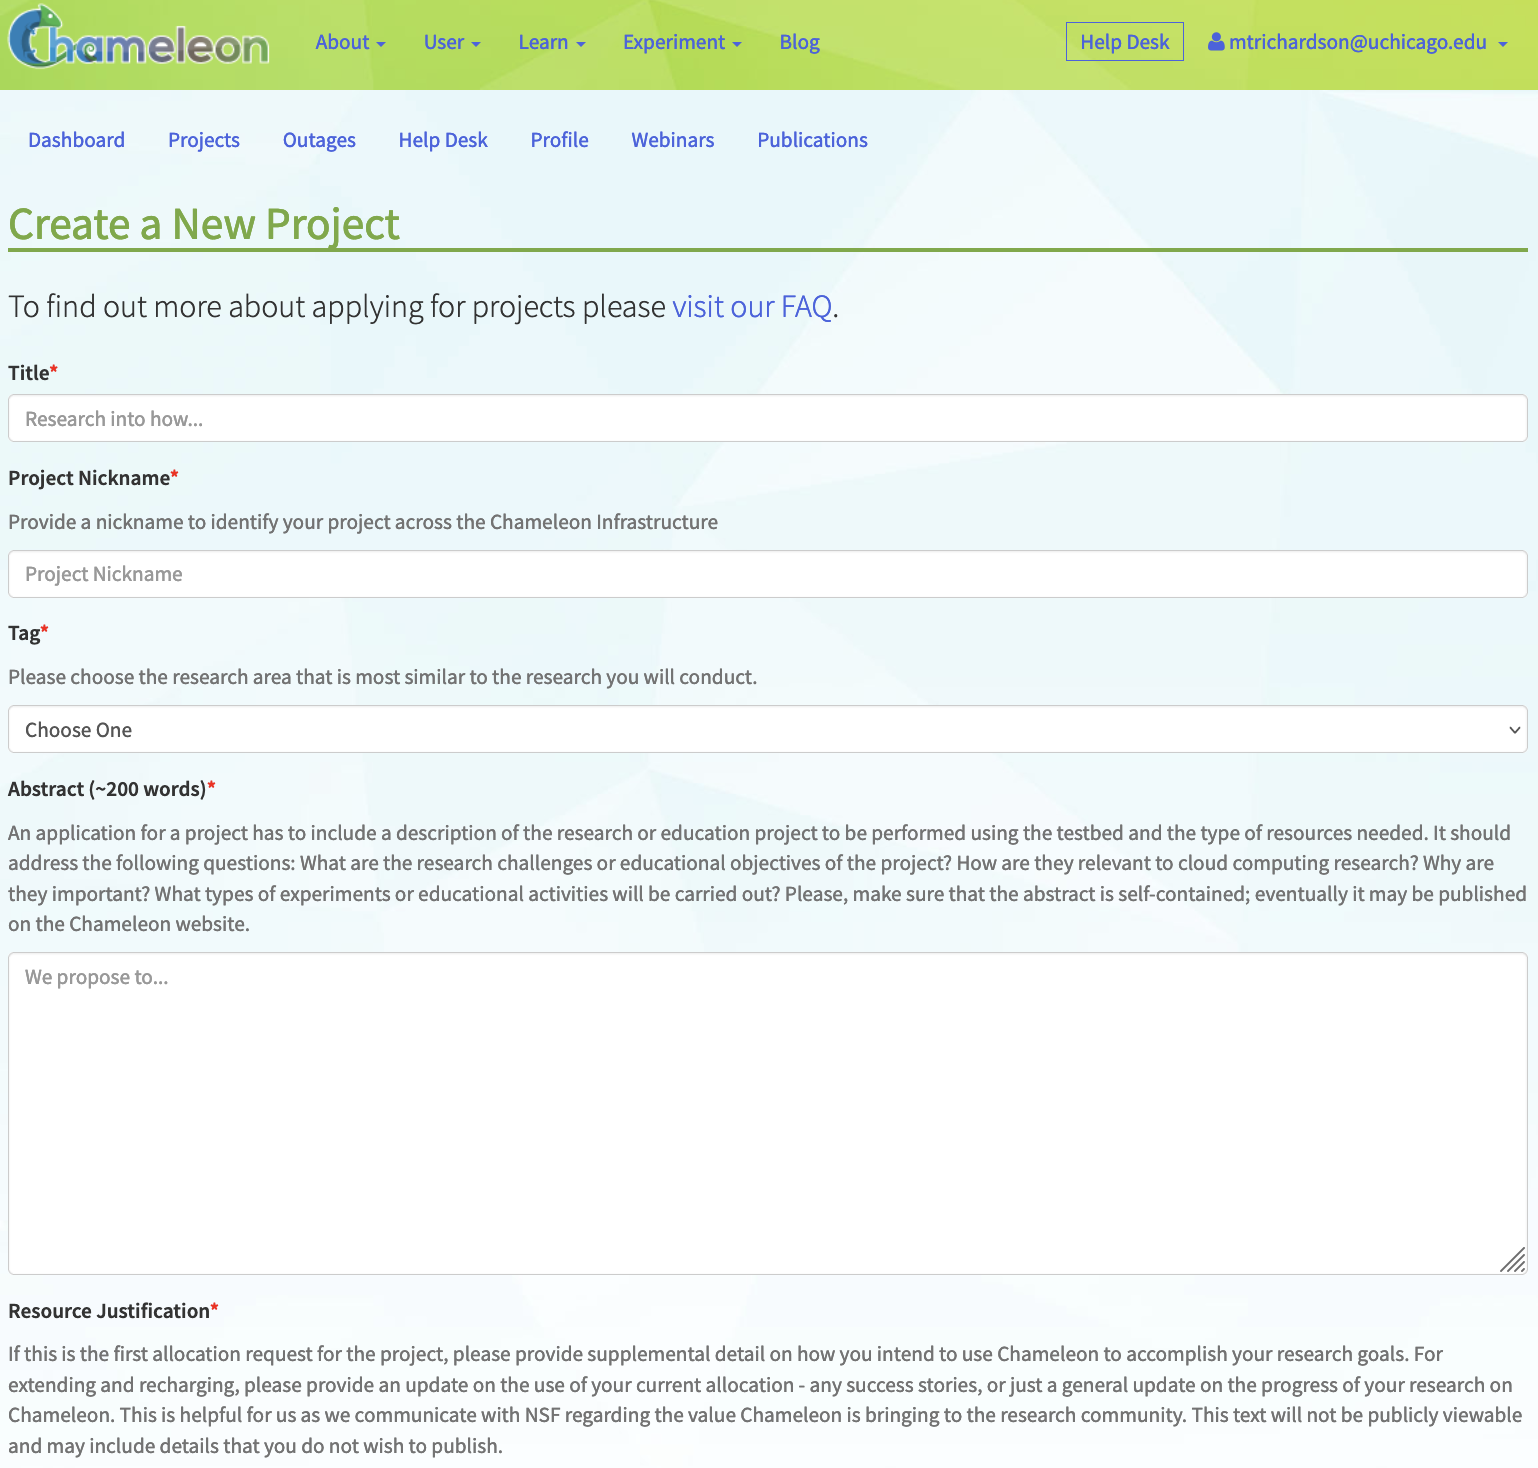 Chameleon
About
User
Learn
Experiment
Blog
Help Desk
mtrichardson@uchicago.edu
Dashboard
Projects
Outages
Help Desk
Profile
Webinars
Publications
Create a New Project
To find out more about applying for projects please visit our FAQ.
Title*
Research into how...
Project Nickname*
Provide a nickname to identify your project across the Chameleon Infrastructure
Project Nickname
Tag*
Please choose the research area that is most similar to the research you will conduct.
Choose One
Abstract (~200 words)*
An application for a project has to include a description of the research or education project to be performed using the testbed and the type of resources needed. It should
address the following questions: What are the research challenges or educational objectives of the project? How are they relevant to cloud computing research? Why are
they important? What types of experiments or educational activities will be carried out? Please, make sure that the abstract is self-contained; eventually it may be published
on the Chameleon website.
We propose to...
Resource Justification*
If this is the first allocation request for the project, please provide supplemental detail on how you intend to use Chameleon to accomplish your research goals. For
extending and recharging, please provide an update on the use of your current allocation - any success stories, or just a general update on the progress of your research on
Chameleon. This is helpful for us as we communicate with NSF regarding the value Chameleon is bringing to the research community. This text will not be publicly viewable
and may include details that you do not wish to publish.